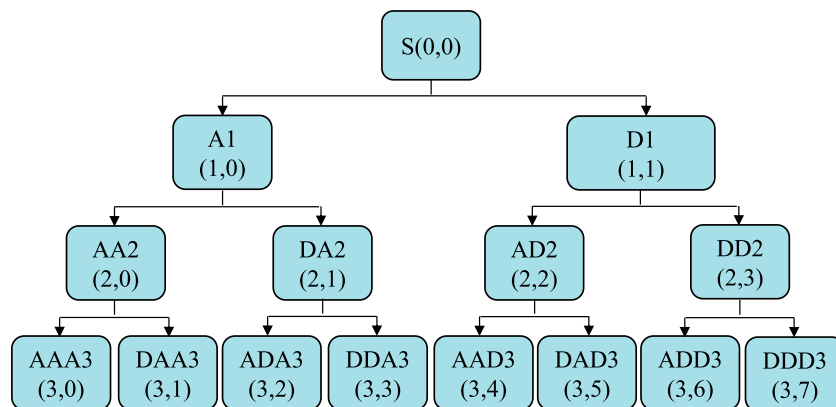 S(0,0)
A1
(1,0)
D1
(1,1)
AA2
(2,0)
DA2
(2,1)
AD2
(2,2)
DD2
(2,3)
AAA3
(3,0)
DAA3
(3,1)
ADA3
(3,2)
DDA3
(3,3)
AAD3
(3,4)
DAD3
(3,5)
ADD3
(3,6)
DDD3
(3,7)